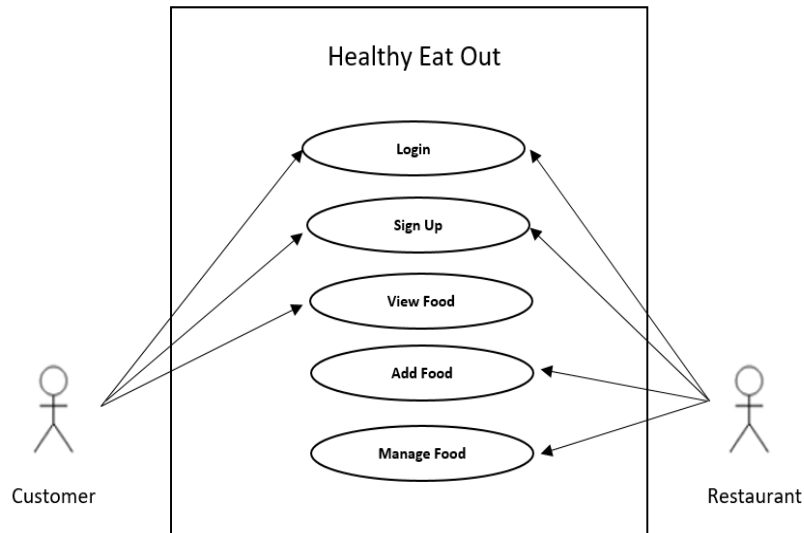 Healthy Eat Out
Login
Sign Up
View Food
Add Food
Manage Food
Customer
Restaurant